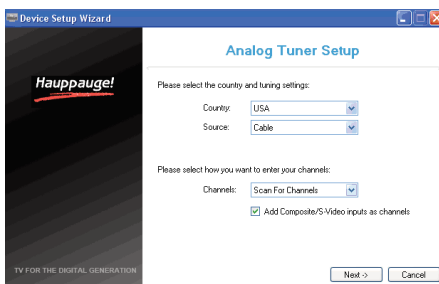 Device Setup Wizard
Analog Tuner Setup
Hauppauge!
Please select the country and tuning settings:
Country: USA
Source: Cable
Please select how you want to enter your channels:
Channels: Scan For Channels
Add Composite/S-Video inputs as channels
TV FOR THE DIGITAL GENERATION
Next -> Cancel